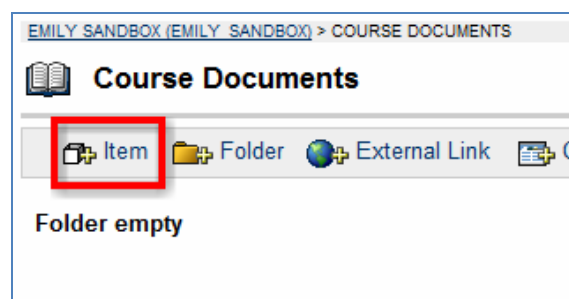 EMILY SANDBOX (EMILY_SANDBOX) > COURSE DOCUMENTS
Course Documents
Item Folder External Link
Folder empty